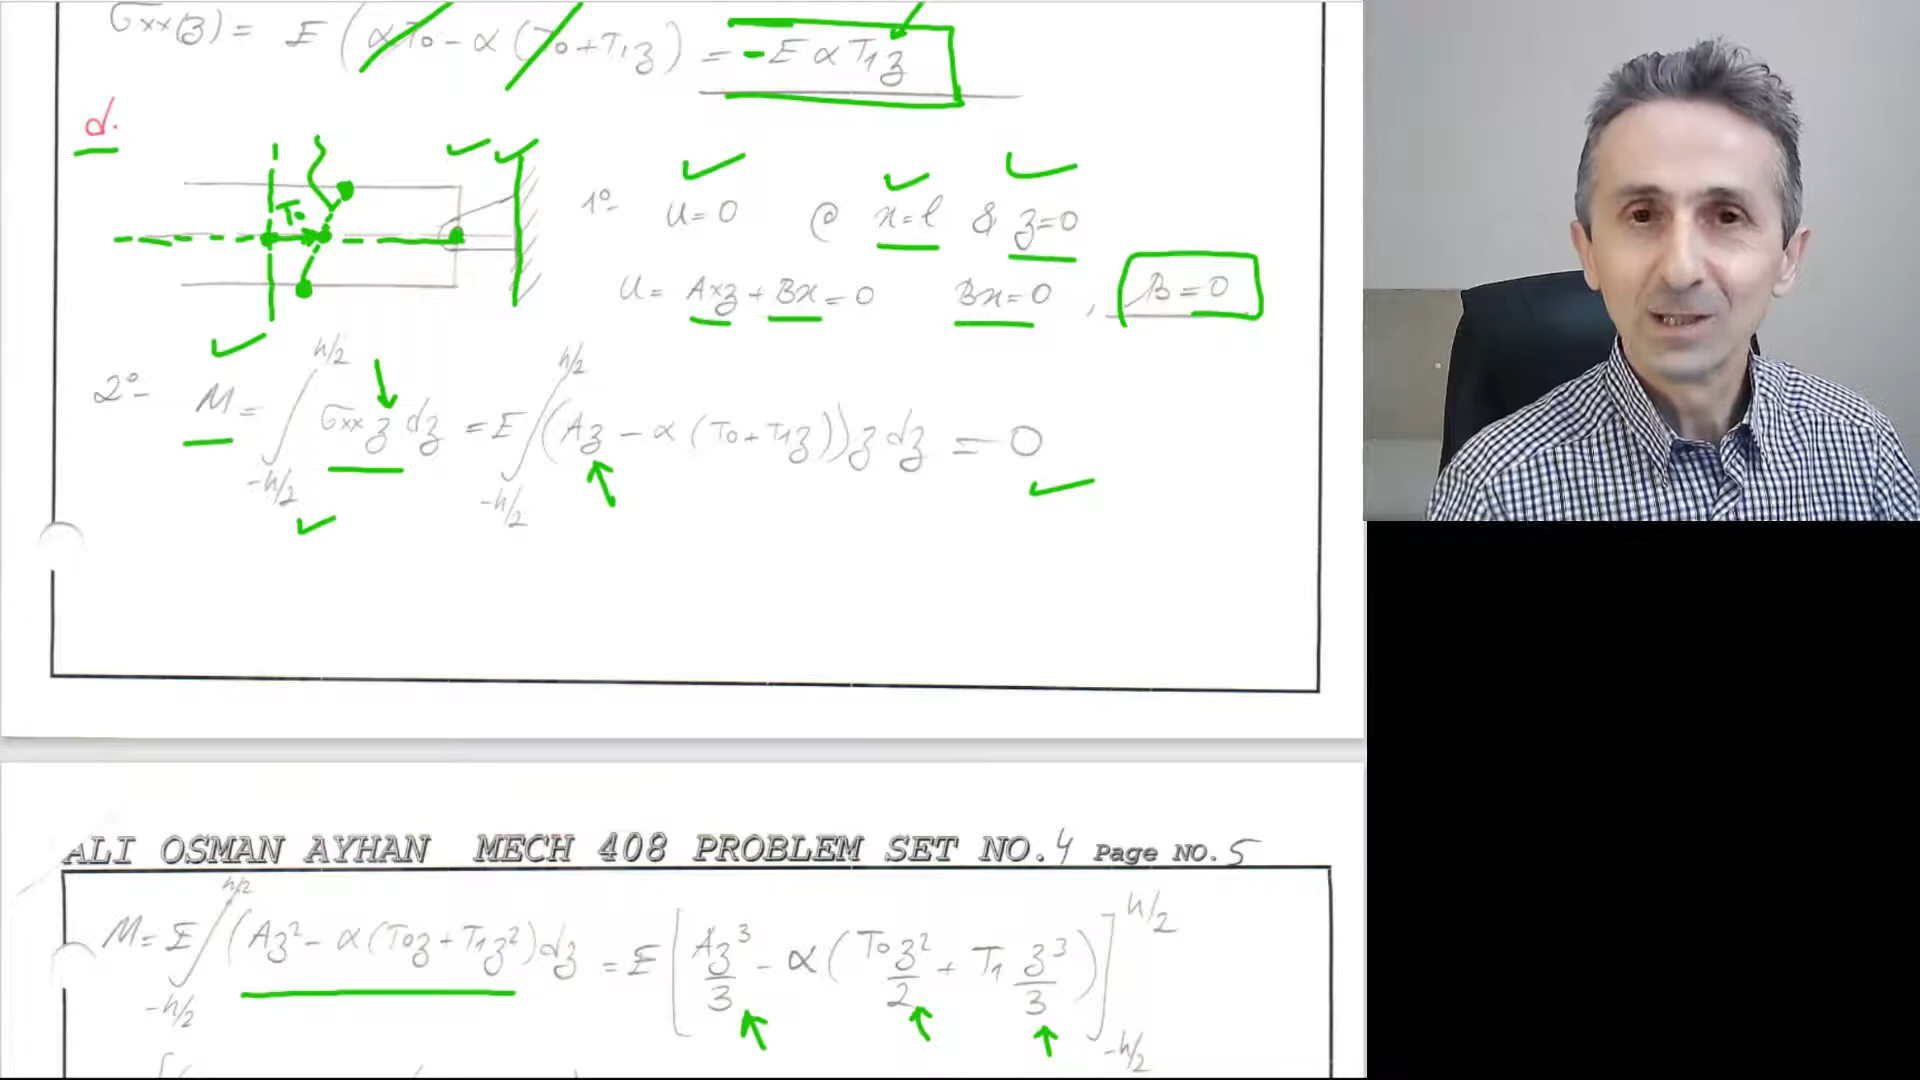 σxx(z) = E (αT0 - α (T0+T1z) = -EαT1z
d.
T0
1º- u=0 @ x=l & z=0
u= Axz + Bx = 0 Bx=0 , B=0
2º- M = ∫ σxx z dz = E ∫ (Az - α (T0+T1z)) z dz = 0
h/2 h/2
-h/2 -h/2
ALI OSMAN AYHAN MECH 408 PROBLEM SET NO.4 Page NO.5
h/2
M= E ∫ (Az² - α (T0z + T1z²) dz = E [ Az³/3 - α ( T0z²/2 + T1 z³/3 ) ] h/2
-h/2 -h/2